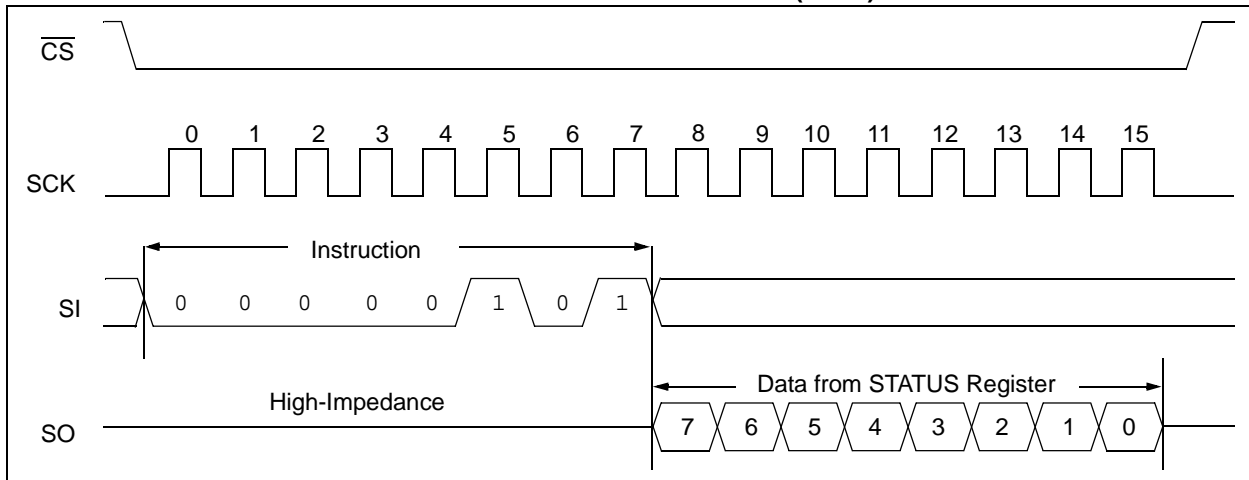 CS
0 1 2 3 4 5 6 7 8 9 10 11 12 13 14 15
SCK
Instruction
SI 0 0 0 0 0 1 0 1
Data from STATUS Register
High-Impedance
SO 7 6 5 4 3 2 1 0